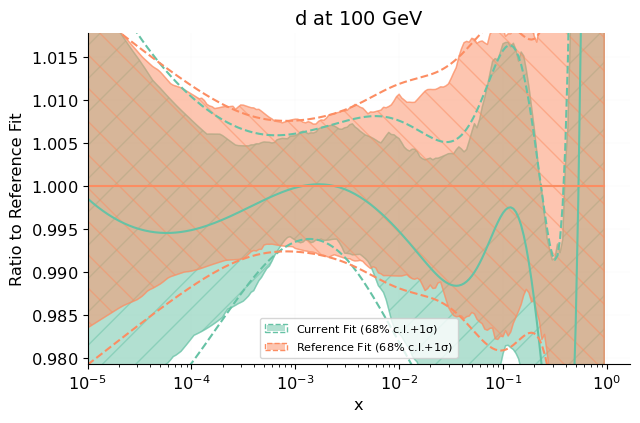 d at 100 GeV
Ratio to Reference Fit
1.015
1.010
1.005
1.000
0.995
0.990
0.985
0.980
Current Fit (68% c.l.+1σ)
Reference Fit (68% c.l.+1σ)
10⁻⁵ 10⁻⁴ 10⁻³ 10⁻² 10⁻¹ 10⁰
x